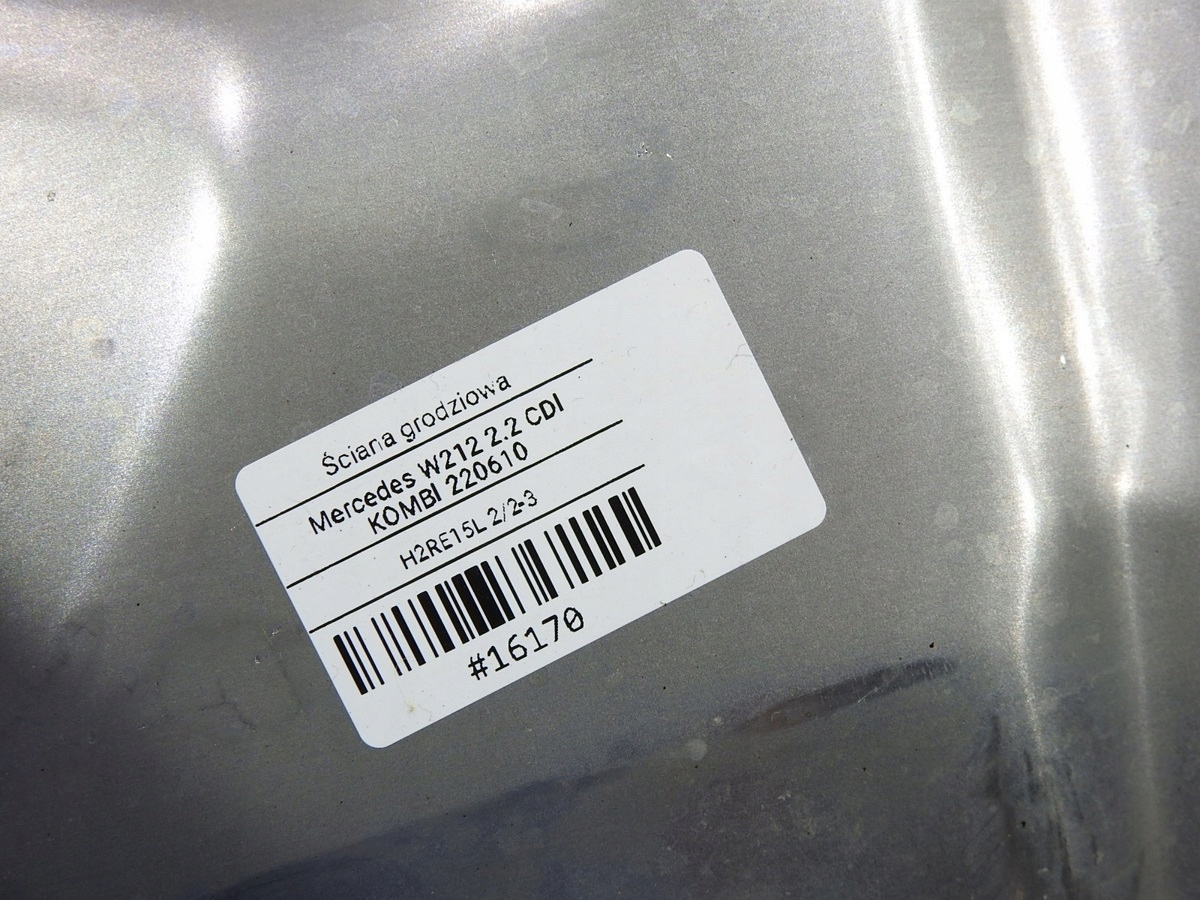 Ściana grodziowa
Mercedes W212 2.2 CDI
KOMBI 220610
H2RE15L 2/2-3
#16170